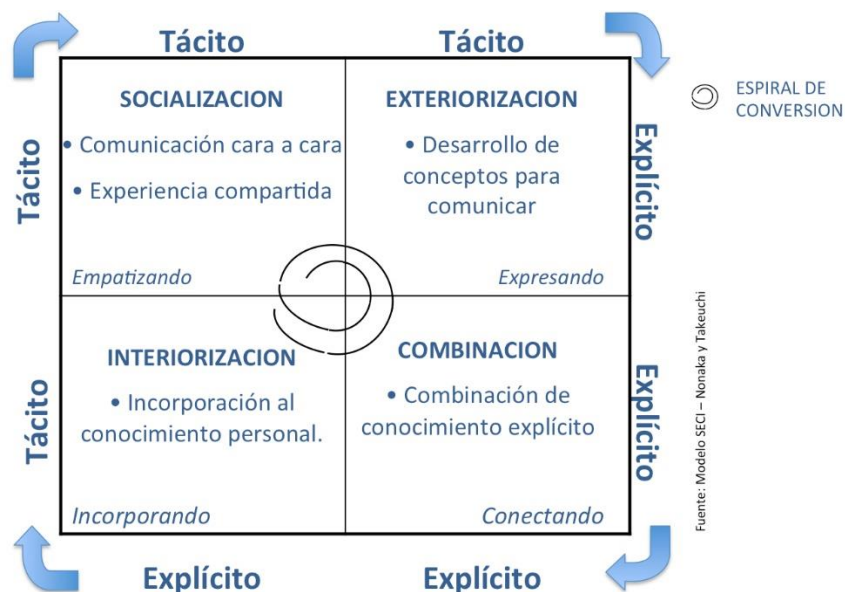 Tácito
Tácito
SOCIALIZACION
• Comunicación cara a cara
• Experiencia compartida
Empatizando
EXTERIORIZACION
• Desarrollo de
conceptos para
comunicar
Expresando
Tácito
Explícito
ESPIRAL DE
CONVERSION
INTERIORIZACION
• Incorporación al
conocimiento personal.
Incorporando
COMBINACION
• Combinación de
conocimiento explícito
Conectando
Tácito
Explícito
Explícito
Explícito
Fuente: Modelo SECI – Nonaka y Takeuchi